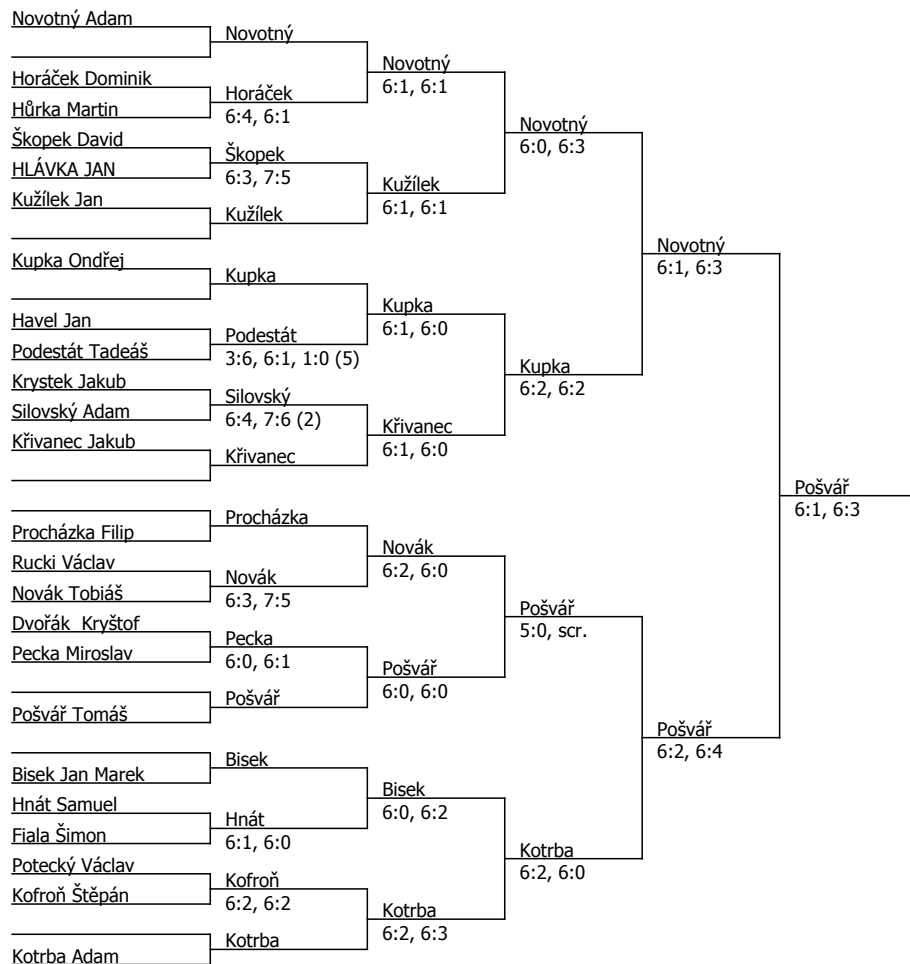 Novotný Adam
Novotný
Novotný
6:1, 6:1
Horáček Dominik
Horáček
6:4, 6:1
Hůrka Martin
Novotný
6:0, 6:3
Škopek David
Škopek
6:3, 7:5
HLÁVKA JAN
Kužílek
6:1, 6:1
Kužílek Jan
Kužílek
Novotný
6:1, 6:3
Kupka Ondřej
Kupka
Kupka
6:1, 6:0
Havel Jan
Podestát
3:6, 6:1, 1:0 (5)
Podestát Tadeáš
Kupka
6:2, 6:2
Krystek Jakub
Silovský
6:4, 7:6 (2)
Silovský Adam
Křivanec
6:1, 6:0
Křivanec Jakub
Křivanec
Pošvář
6:1, 6:3
Procházka
Procházka Filip
Novák
6:2, 6:0
Rucki Václav
Novák
6:3, 7:5
Novák Tobiáš
Pošvář
5:0, scr.
Dvořák  Kryštof
Pecka
6:0, 6:1
Pecka Miroslav
Pošvář
6:0, 6:0
Pošvář
Pošvář Tomáš
Pošvář
6:2, 6:4
Bisek
Bisek Jan Marek
Bisek
6:0, 6:2
Hnát Samuel
Hnát
6:1, 6:0
Fiala Šimon
Kotrba
6:2, 6:0
Potecký Václav
Kofroň
6:2, 6:2
Kofroň Štěpán
Kotrba
6:2, 6:3
Kotrba
Kotrba Adam